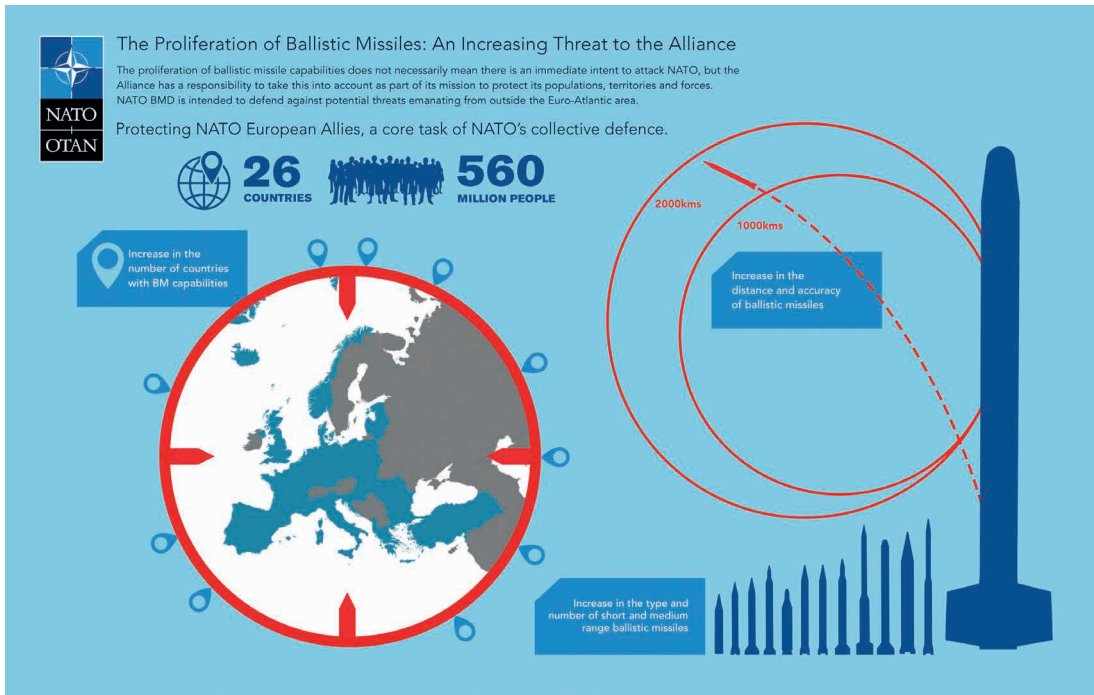 The Proliferation of Ballistic Missiles: An Increasing Threat to the Alliance
The proliferation of ballistic missile capabilities does not necessarily mean there is an immediate intent to attack NATO, but the
Alliance has a responsibility to take this into account as part of its mission to protect its populations, territories and forces.
NATO BMD is intended to defend against potential threats emanating from outside the Euro-Atlantic area.
NATO
OTAN
Protecting NATO European Allies, a core task of NATO's collective defence.
26
COUNTRIES
560
MILLION PEOPLE
2000kms
1000kms
Increase in the
number of countries
with BM capabilities
Increase in the
distance and accuracy
of ballistic missiles
Increase in the type and
number of short and medium
range ballistic missiles